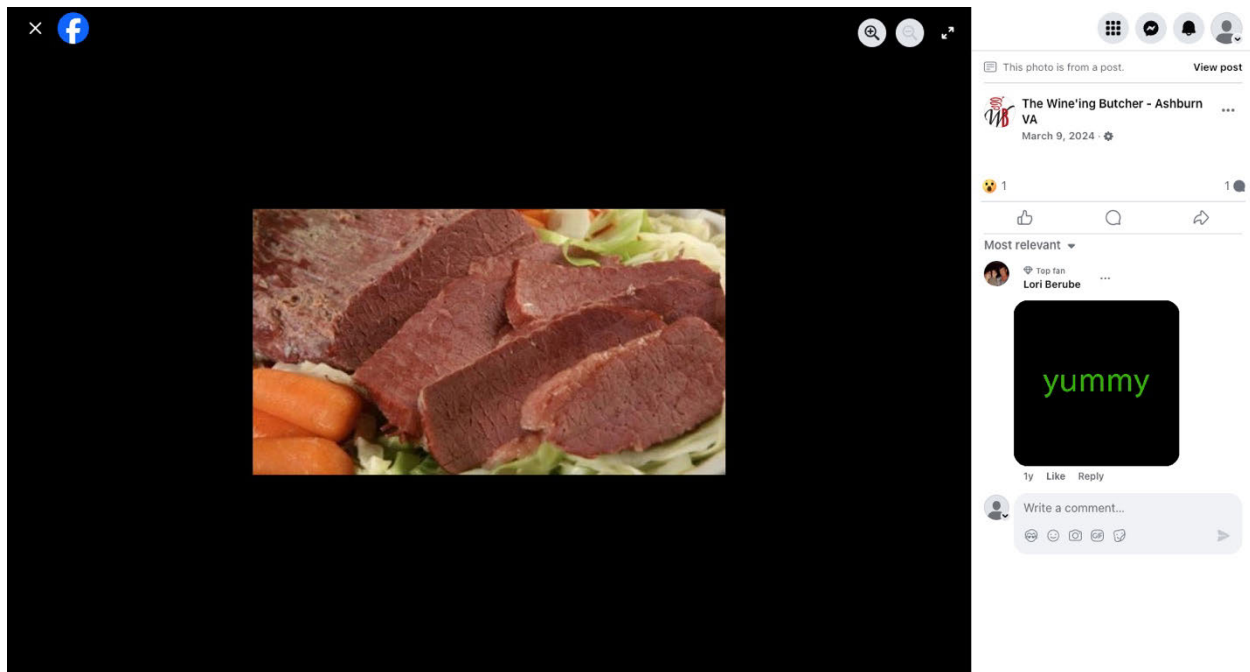 This photo is from a post.
View post
The Wine'ing Butcher - Ashburn
VA
March 9, 2024 ·
1
1
Most relevant
Top fan
Lori Berube
yummy
1y Like Reply
Write a comment...
GIF